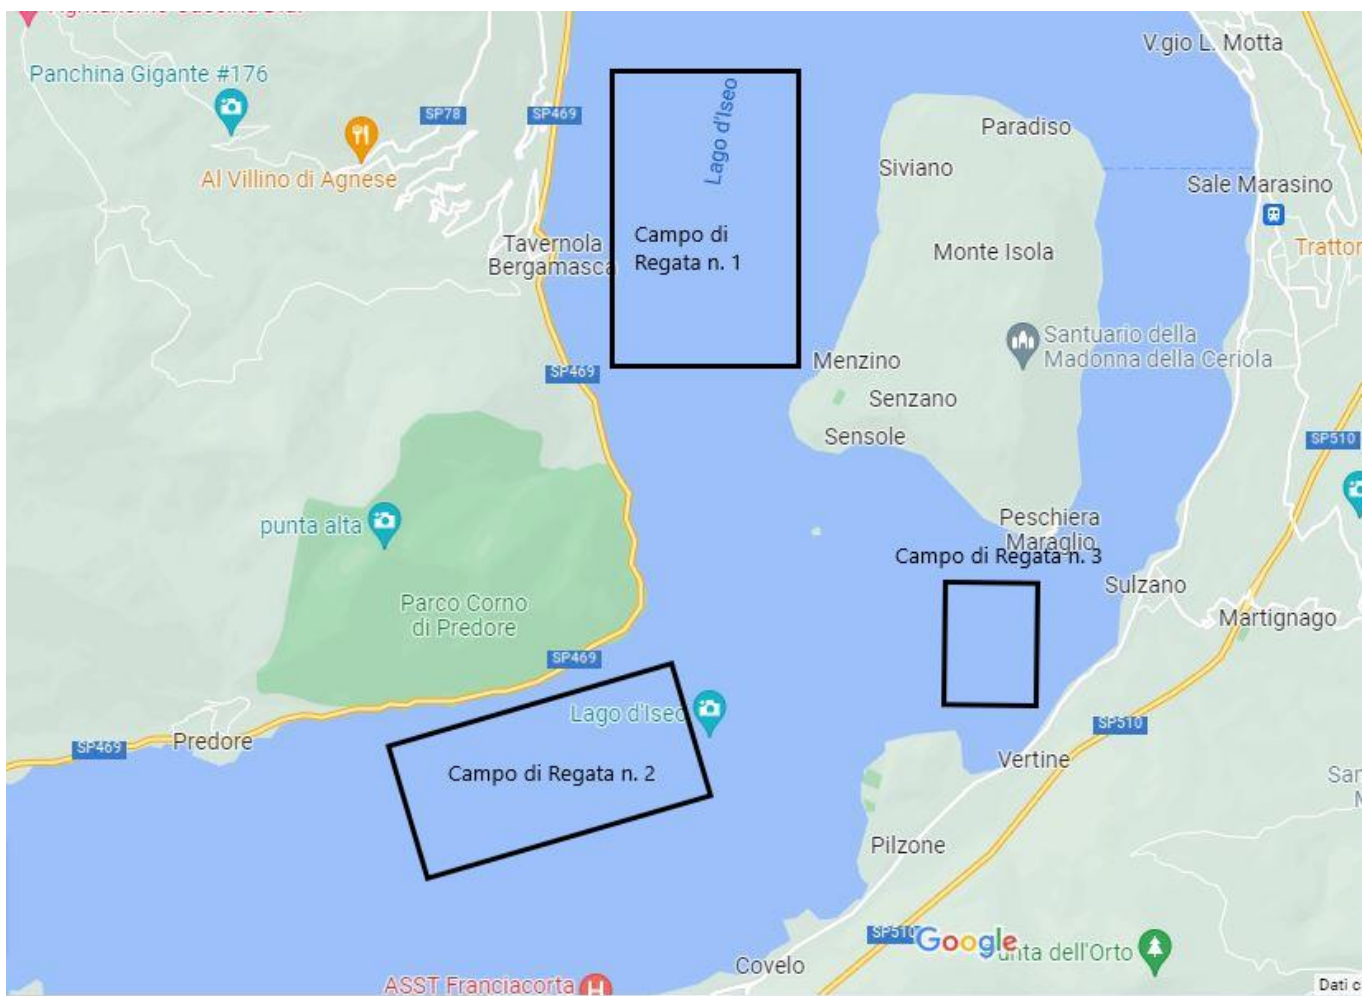 V.gio L. Motta
Panchina Gigante #176
SP78
SP469
Lago d'Iseo
Paradiso
Al Villino di Agnese
Siviano
Sale Marasino
Tavernola
Bergamasca
Campo di
Regata n. 1
Monte Isola
Santuario della
Madonna della Ceriola
SP469
Menzino
Senzano
Sensole
SP510
punta alta
Peschiera
Maraglio
Campo di Regata n. 3
Sulzano
Martignago
Parco Corno
di Predore
SP469
Lago d'Iseo
SP510
SP469
Predore
Vertine
Campo di Regata n. 2
Pilzone
SP510
Google
dell'Orto
Covelo
ASST Franciacorta
H
Dati